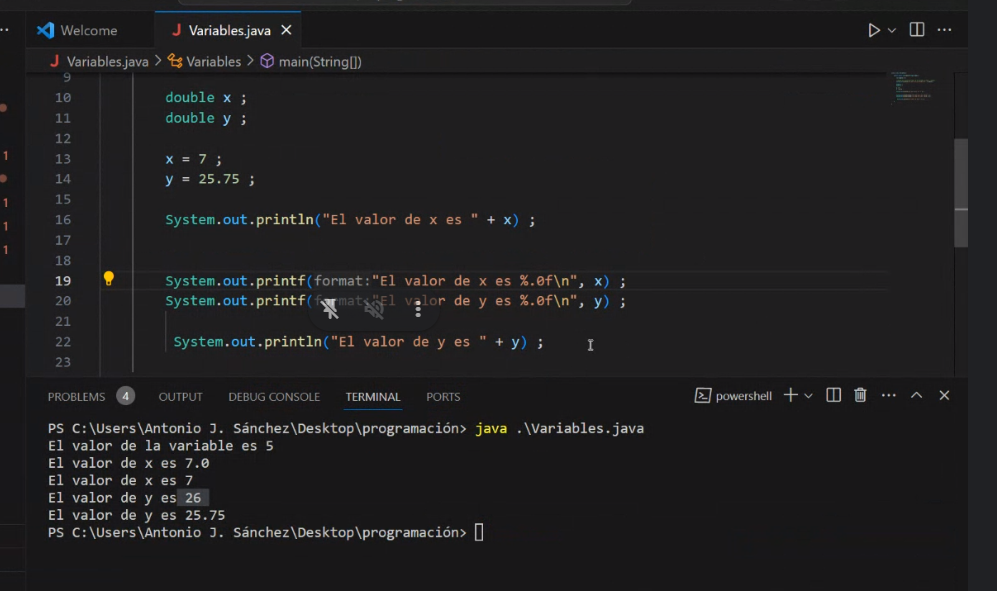 Welcome
J Variables.java
J Variables.java > Variables > main(String[])
9
10 double x ;
11 double y ;
12
13 x = 7 ;
14 y = 25.75 ;
15
16 System.out.println("El valor de x es " + x) ;
17
18
19 System.out.printf(format:"El valor de x es %.0f\n", x) ;
20 System.out.printf(format:"El valor de y es %.0f\n", y) ;
21
22 System.out.println("El valor de y es " + y) ;
23
PROBLEMS 4 OUTPUT DEBUG CONSOLE TERMINAL PORTS powershell
PS C:\Users\Antonio J. Sánchez\Desktop\programación> java .\Variables.java
El valor de la variable es 5
El valor de x es 7.0
El valor de x es 7
El valor de y es 26
El valor de y es 25.75
PS C:\Users\Antonio J. Sánchez\Desktop\programación>
1
1
1
1